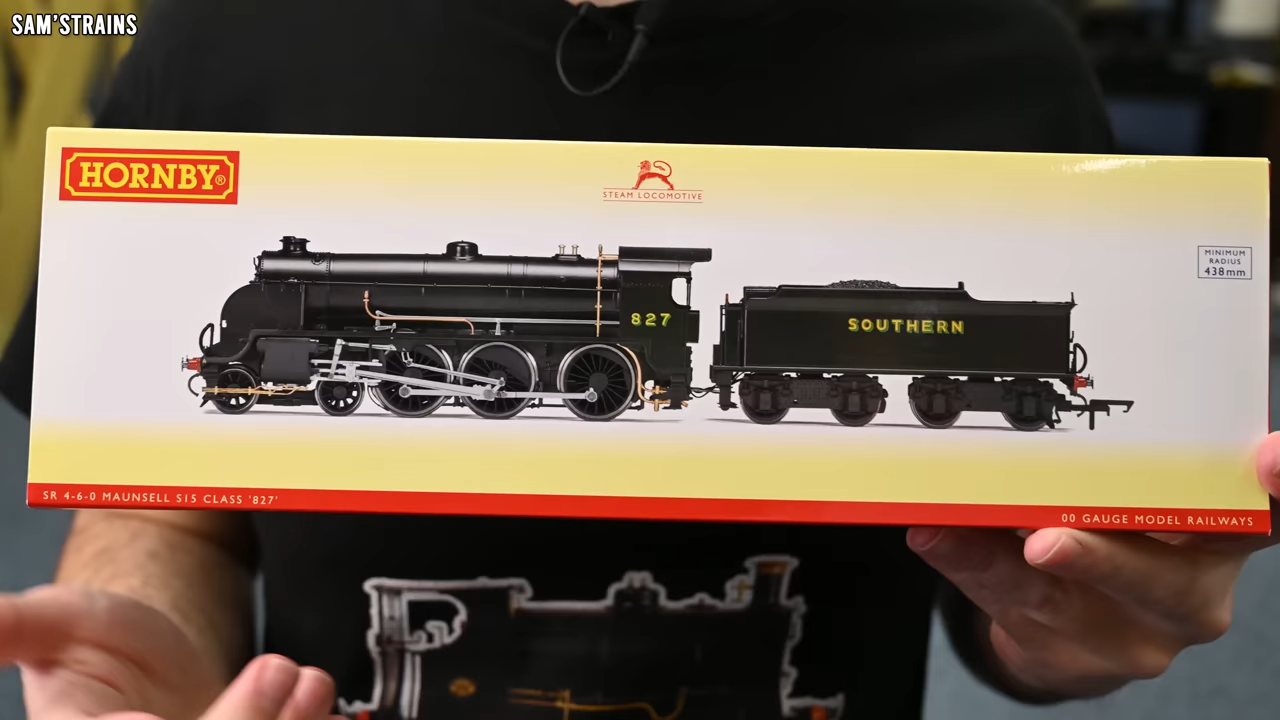 SAM'STRAINS
HORNBY®
STEAM LOCOMOTIVE
MINIMUM
RADIUS
438mm
827
SOUTHERN
SR 4-6-0 MAUNSELL S15 CLASS '827'
00 GAUGE MODEL RAILWAYS